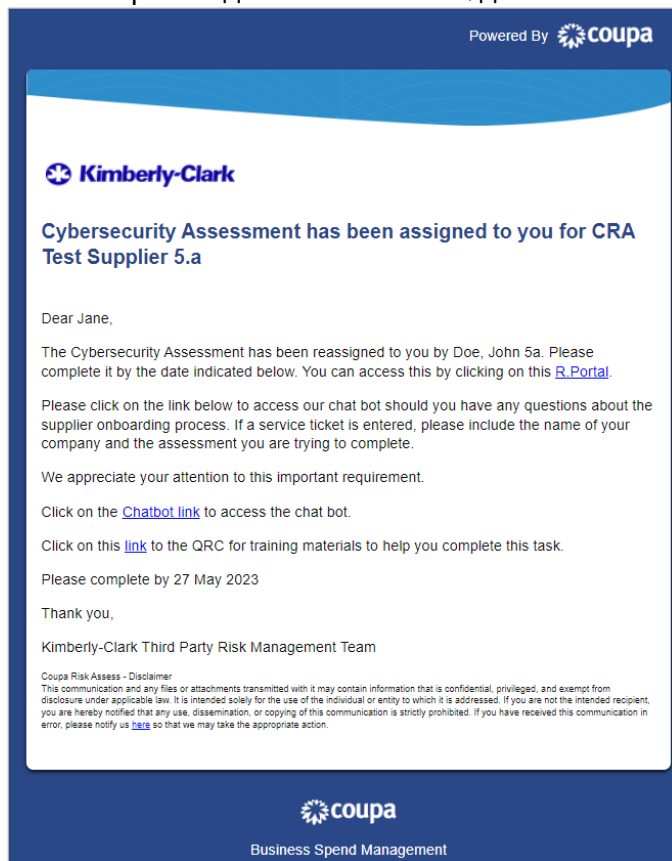 Powered By coupa
Kimberly-Clark
Cybersecurity Assessment has been assigned to you for CRA
Test Supplier 5.a
Dear Jane,
The Cybersecurity Assessment has been reassigned to you by Doe, John 5a. Please
complete it by the date indicated below. You can access this by clicking on this R.Portal.
Please click on the link below to access our chat bot should you have any questions about the
supplier onboarding process. If a service ticket is entered, please include the name of your
company and the assessment you are trying to complete.
We appreciate your attention to this important requirement.
Click on the Chatbot link to access the chat bot.
Click on this link to the QRC for training materials to help you complete this task.
Please complete by 27 May 2023
Thank you,
Kimberly-Clark Third Party Risk Management Team
Coupa Risk Assess - Disclaimer
This communication and any files or attachments transmitted with it may contain information that is confidential, privileged, and exempt from
disclosure under applicable law. It is intended solely for the use of the individual or entity to which it is addressed. If you are not the intended recipient,
you are hereby notified that any use, dissemination, or copying of this communication is strictly prohibited. If you have received this communication in
error, please notify us here so that we may take the appropriate action.
coupa
Business Spend Management